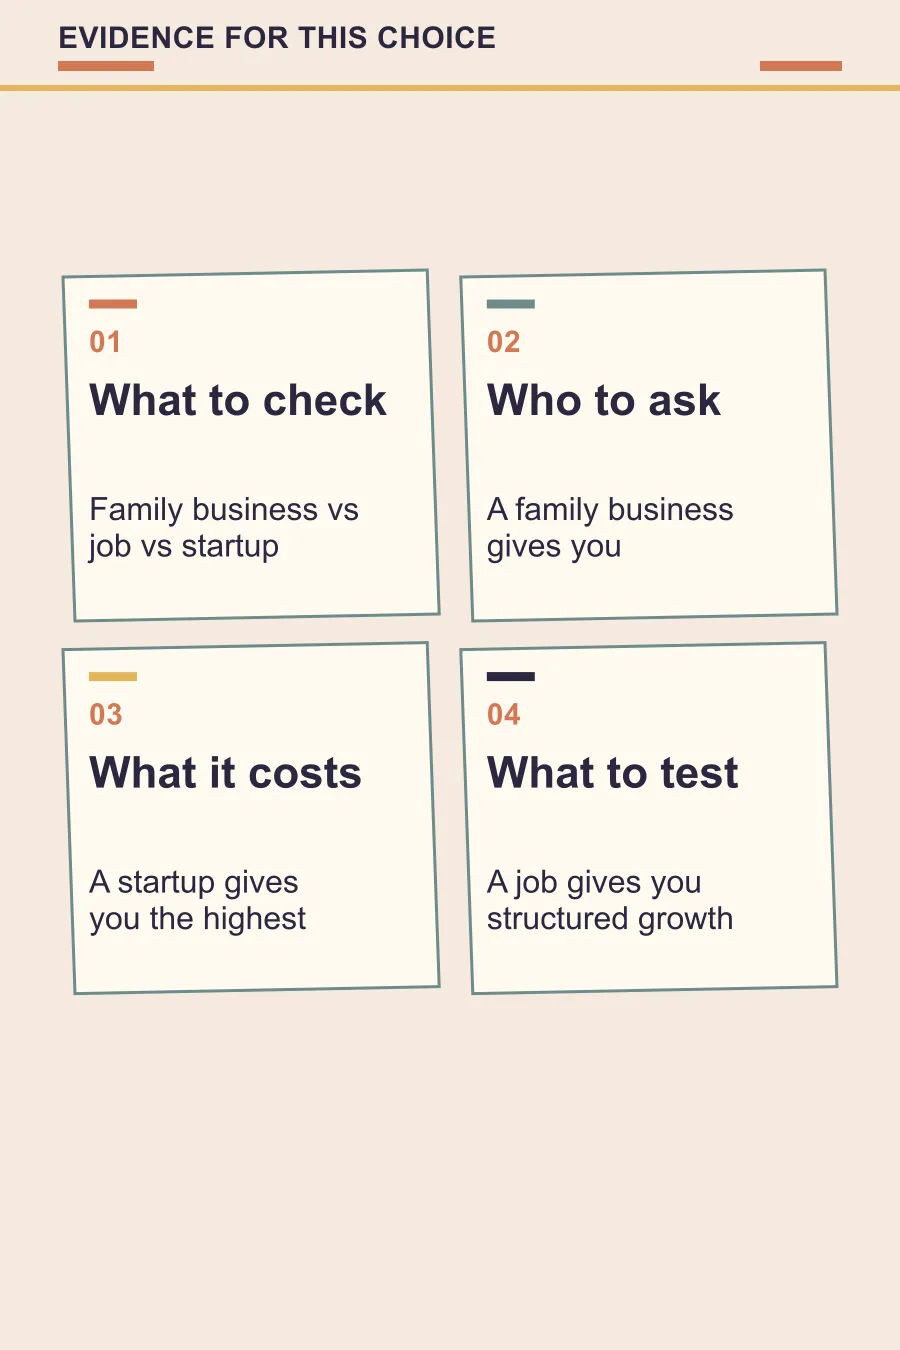 EVIDENCE FOR THIS CHOICE
01
What to check
Family business vs
job vs startup
02
Who to ask
A family business
gives you
03
What it costs
A startup gives
you the highest
04
What to test
A job gives you
structured growth